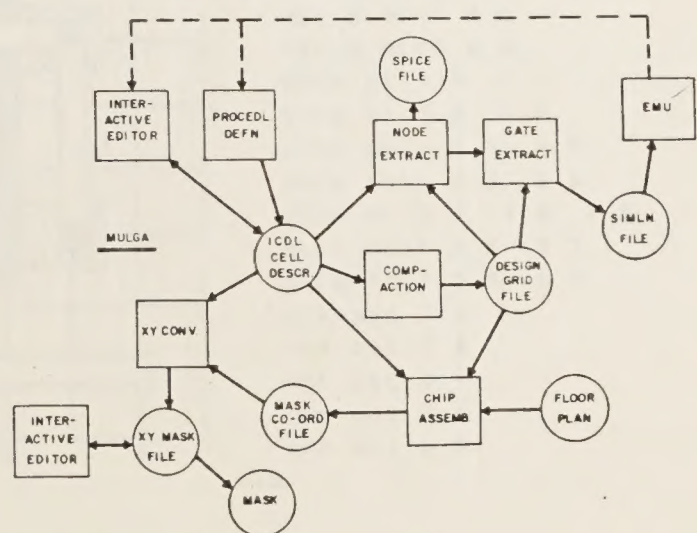 SPICE
FILE
INTER-
ACTIVE
EDITOR
PROCEDL
DEFN
NODE
EXTRACT
GATE
EXTRACT
EMU
SIMLN
FILE
MULGA
ICDL
CELL
DESCR
COMP-
ACTION
DESIGN
GRID
FILE
XY CONV.
MASK
CO-ORD
FILE
CHIP
ASSEMB
FLOOR
PLAN
INTER-
ACTIVE
EDITOR
XY MASK
FILE
MASK